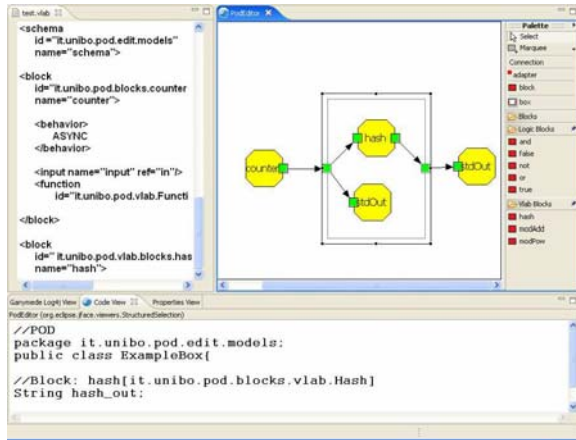 test.vlab
<schema
id ="it.unibo.pod.edit.models"
name="schema">
<block
id="it.unibo.pod.blocks.counter
name="counter">
<behavior>
ASYNC
</behavior>
<input name="input" ref="in"/>
<function
id="it.unibo.pod.vlab.Functi
</block>
<block
id=" it.unibo.pod.vlab.blocks.has
name="hash">
PodEditor
counter
hash
stdOut
stdOut
Palette
Select
Marquee
Connection
adapter
block
box
Blocks
Logic Blocks
and
false
not
or
true
Vlab Blocks
hash
modAdd
modPow
Ganymede Log4j View
Code View
Properties View
PodEditor (org.eclipse.jface.viewers.StructuredSelection)
//POD
package it.unibo.pod.edit.models;
public class ExampleBox{
//Block: hash[it.unibo.pod.blocks.vlab.Hash]
String hash_out;